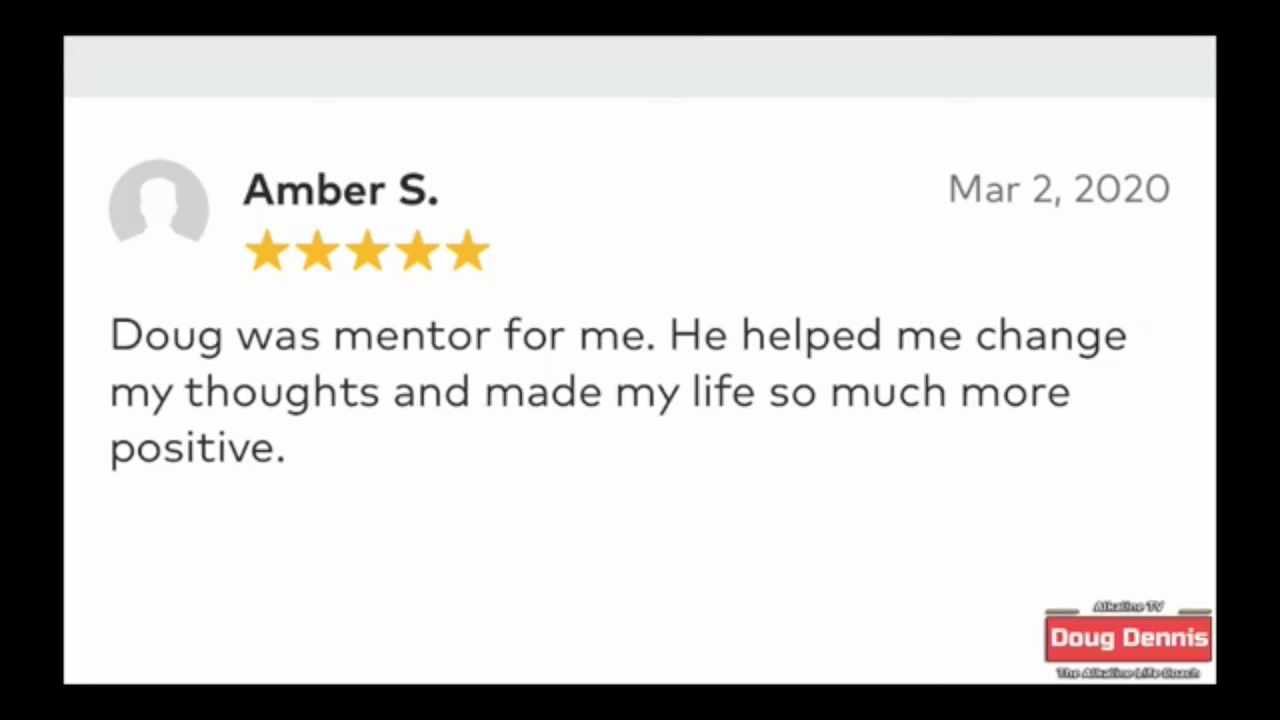 Amber S.
Mar 2, 2020
Doug was mentor for me. He helped me change
my thoughts and made my life so much more
positive.
Alkaline TV
Doug Dennis
The Alkaline Life Coach